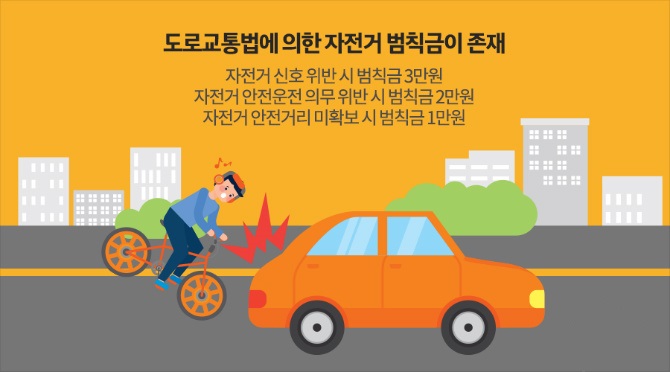 도로교통법에 의한 자전거 범칙금이 존재
자전거 신호 위반 시 범칙금 3만원
자전거 안전운전 의무 위반 시 범칙금 2만원
자전거 안전거리 미확보 시 범칙금 1만원